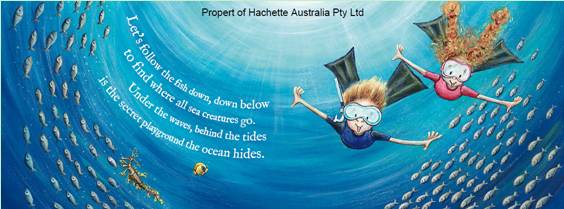 Propert of Hachette Australia Pty Ltd
Let's follow the fish down, down below
to find where all sea creatures go.
Under the waves, behind the tides
is the secret playground the ocean hides.